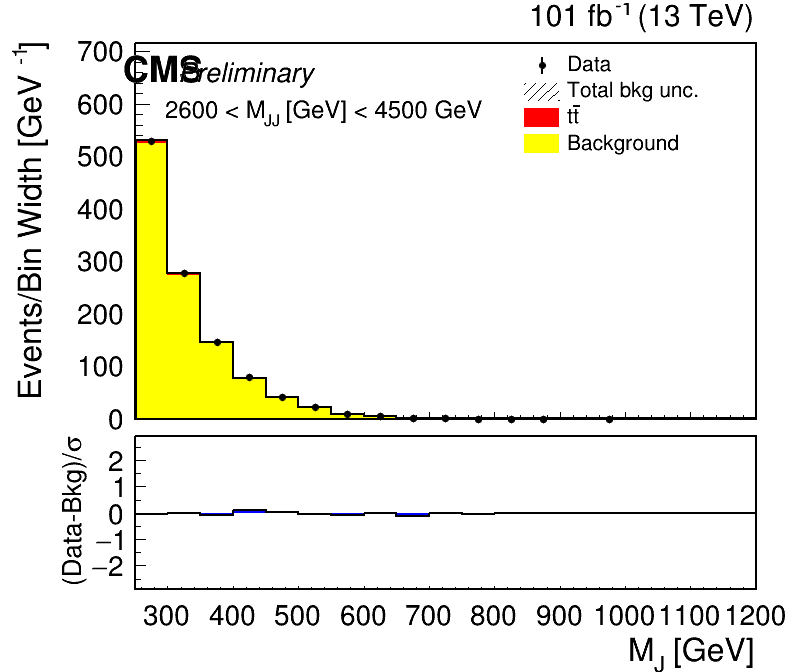 101 fb⁻¹ (13 TeV)
CMS Preliminary
2600 < M_JJ [GeV] < 4500 GeV
Data
Total bkg unc.
tt̄
Background
Events/Bin Width [GeV⁻¹]
700
600
500
400
300
200
100
0
(Data-Bkg)/σ
2
1
0
−1
−2
300 400 500 600 700 800 900 1000 1100 1200
M_J [GeV]